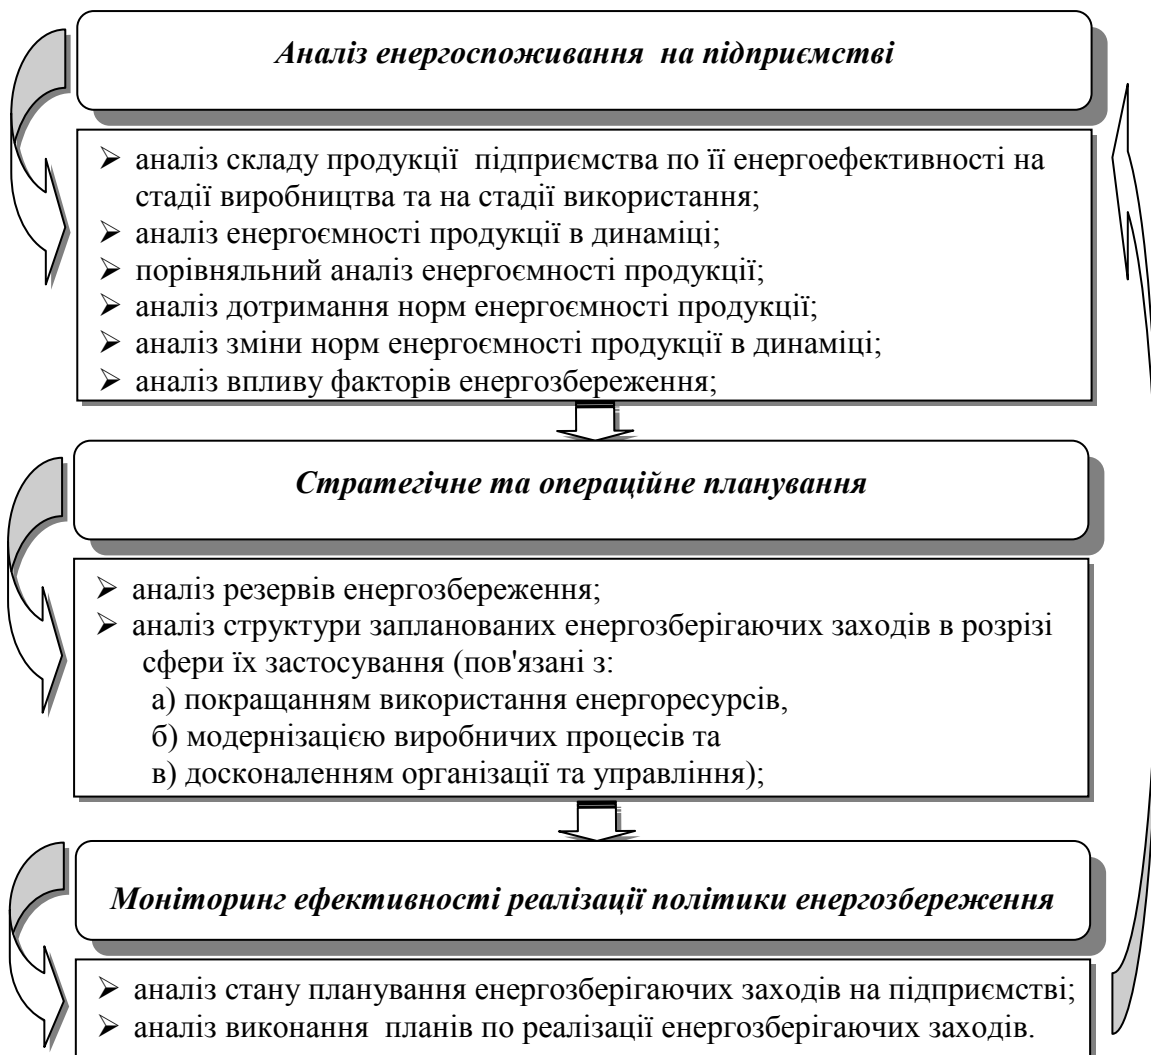 Аналіз енергоспоживання на підприємстві
➢ аналіз складу продукції підприємства по її енергоефективності на
стадії виробництва та на стадії використання;
➢ аналіз енергоємності продукції в динаміці;
➢ порівняльний аналіз енергоємності продукції;
➢ аналіз дотримання норм енергоємності продукції;
➢ аналіз зміни норм енергоємності продукції в динаміці;
➢ аналіз впливу факторів енергозбереження;
Стратегічне та операційне планування
➢ аналіз резервів енергозбереження;
➢ аналіз структури запланованих енергозберігаючих заходів в розрізі
сфери їх застосування (пов'язані з:
а) покращанням використання енергоресурсів,
б) модернізацією виробничих процесів та
в) досконаленням організації та управління);
Моніторинг ефективності реалізації політики енергозбереження
➢ аналіз стану планування енергозберігаючих заходів на підприємстві;
➢ аналіз виконання планів по реалізації енергозберігаючих заходів.